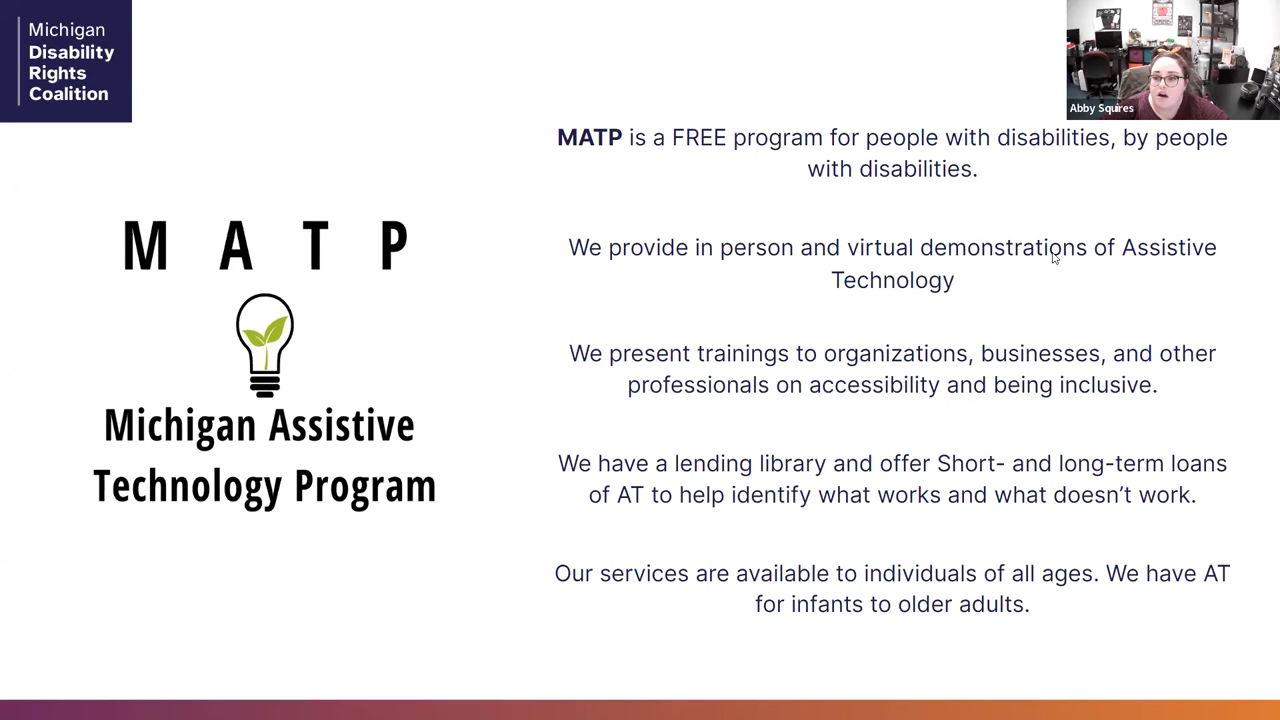 Michigan
Disability
Rights
Coalition
Abby Squires
M A T P
Michigan Assistive
Technology Program
MATP is a FREE program for people with disabilities, by people
with disabilities.
We provide in person and virtual demonstrations of Assistive
Technology
We present trainings to organizations, businesses, and other
professionals on accessibility and being inclusive.
We have a lending library and offer Short- and long-term loans
of AT to help identify what works and what doesn’t work.
Our services are available to individuals of all ages. We have AT
for infants to older adults.